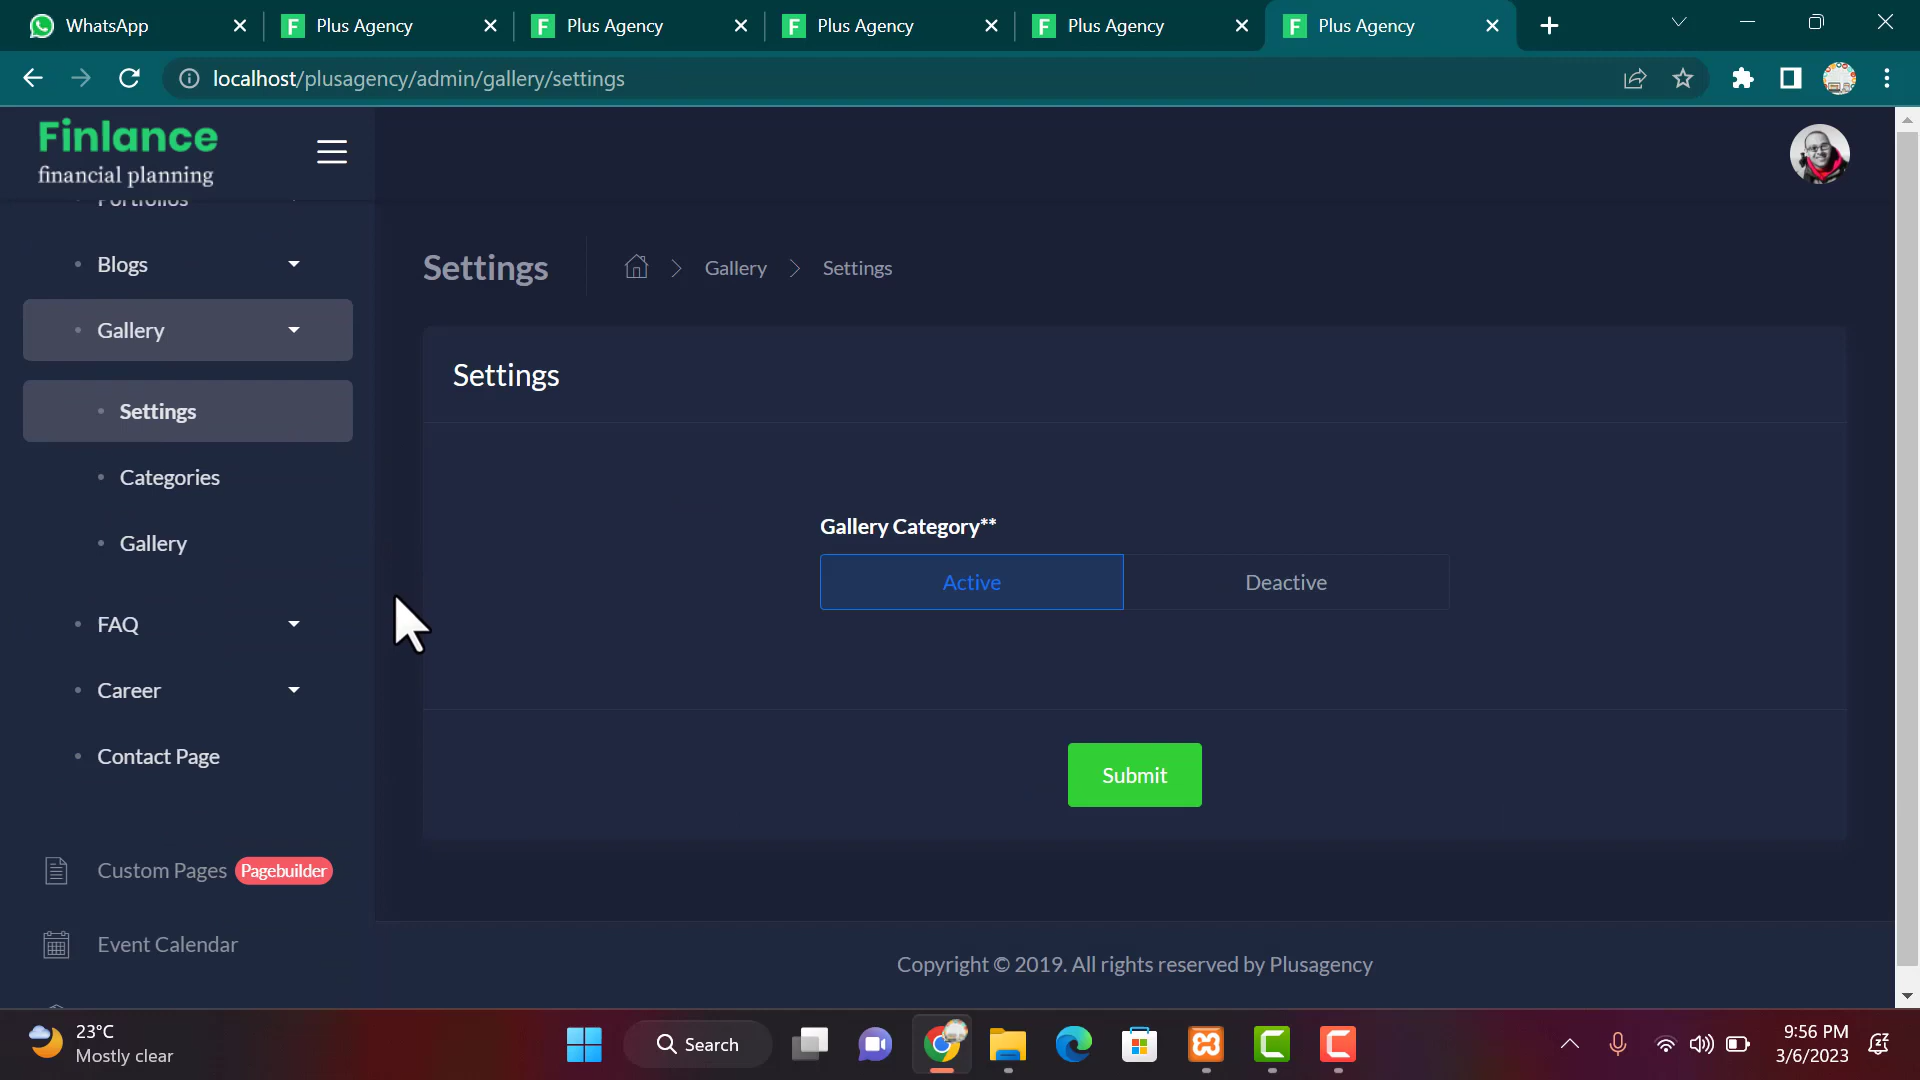 WhatsApp
Plus Agency
Plus Agency
Plus Agency
Plus Agency
Plus Agency
localhost/plusagency/admin/gallery/settings
Finlance
financial planning
Portfolios
Blogs
Gallery
Settings
Categories
Gallery
FAQ
Career
Contact Page
Custom Pages Pagebuilder
Event Calendar
Settings
Gallery
Settings
Settings
Gallery Category**
Active
Deactive
Submit
Copyright © 2019. All rights reserved by Plusagency
23°C
Mostly clear
Search
9:56 PM
3/6/2023